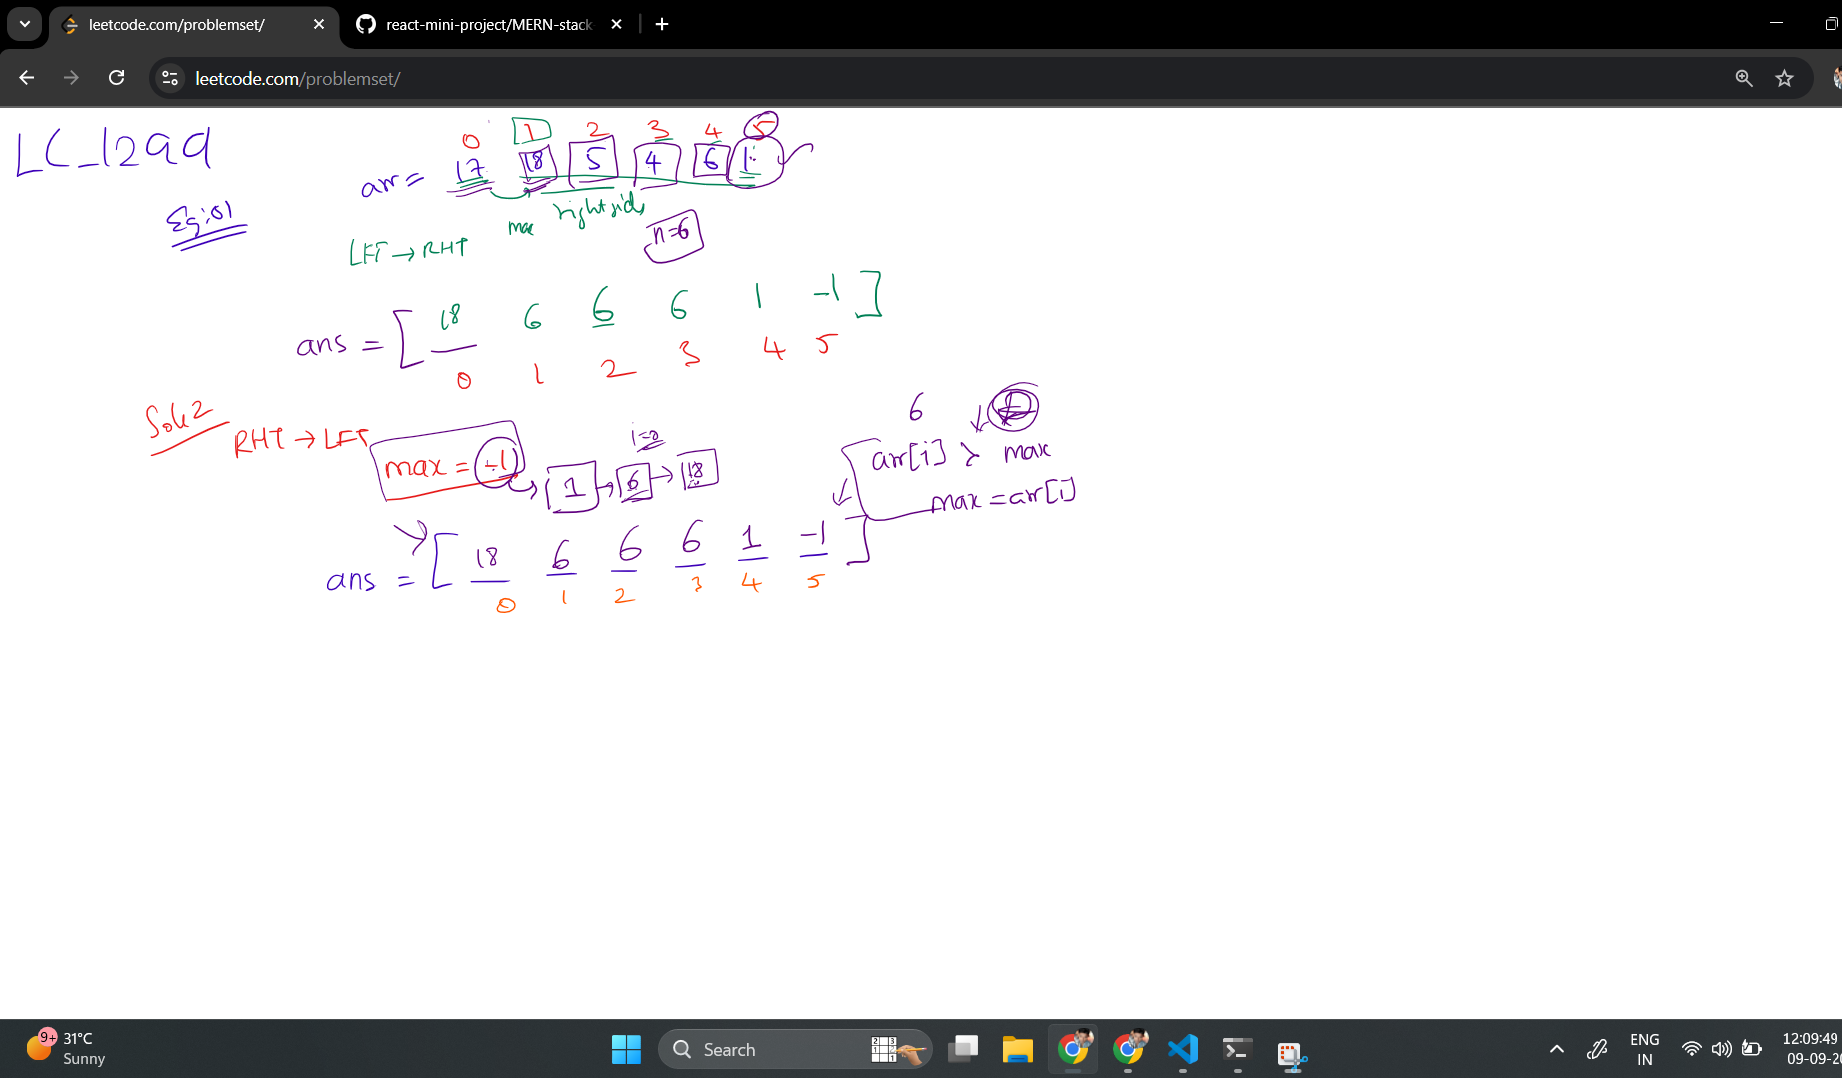 leetcode.com/problemset/
react-mini-project/MERN-stack
leetcode.com/problemset/
LC_1299
0 1 2 3 4 5
arr = 17 18 5 4 6 1
Eg:01
max right side
n=6
LFT → RHT
ans = [ 18 6 6 6 1 -1 ]
0 1 2 3 4 5
Sol:2
RHT → LFT
max = -1 → 1 → 6 → 18
i=0
6
arr[i] > max
max = arr[i]
ans = [ 18 6 6 6 1 -1 ]
0 1 2 3 4 5
9+
31°C
Sunny
Search
ENG
IN
12:09:49
09-09-20